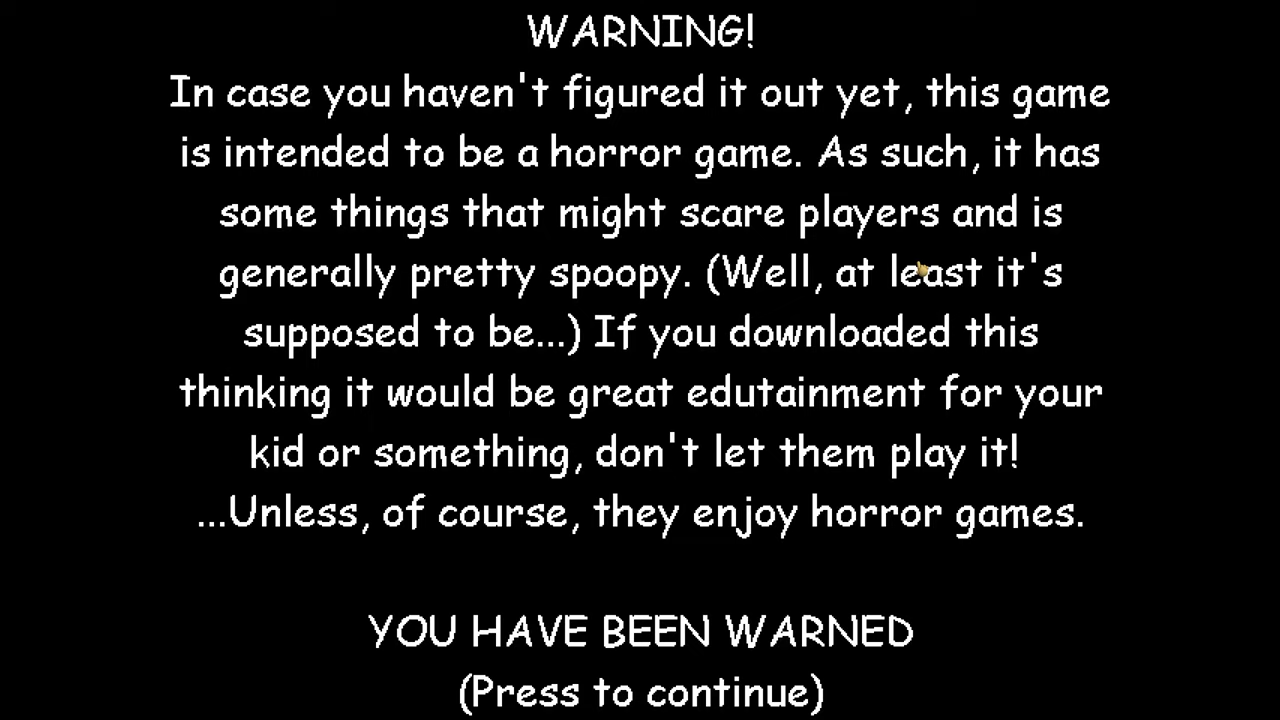 WARNING!
In case you haven't figured it out yet, this game
is intended to be a horror game. As such, it has
some things that might scare players and is
generally pretty spoopy. (Well, at least it's
supposed to be...) If you downloaded this
thinking it would be great edutainment for your
kid or something, don't let them play it!
...Unless, of course, they enjoy horror games.
YOU HAVE BEEN WARNED
(Press to continue)